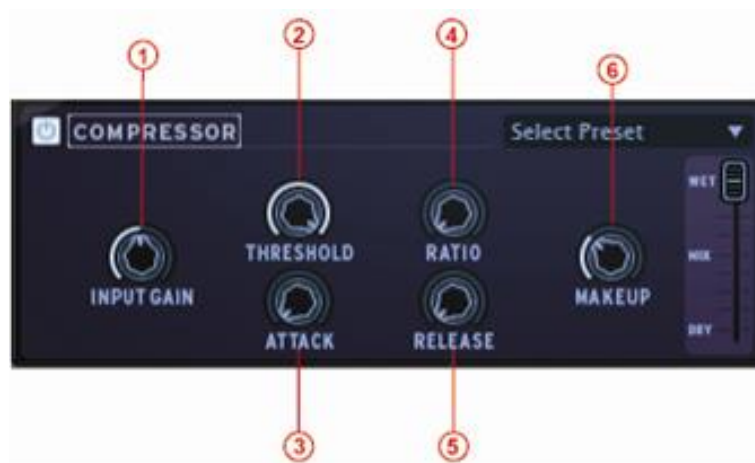 1
2
4
6
COMPRESSOR
Select Preset
WET
THRESHOLD
RATIO
MIX
INPUT GAIN
MAKEUP
ATTACK
RELEASE
DRY
3
5